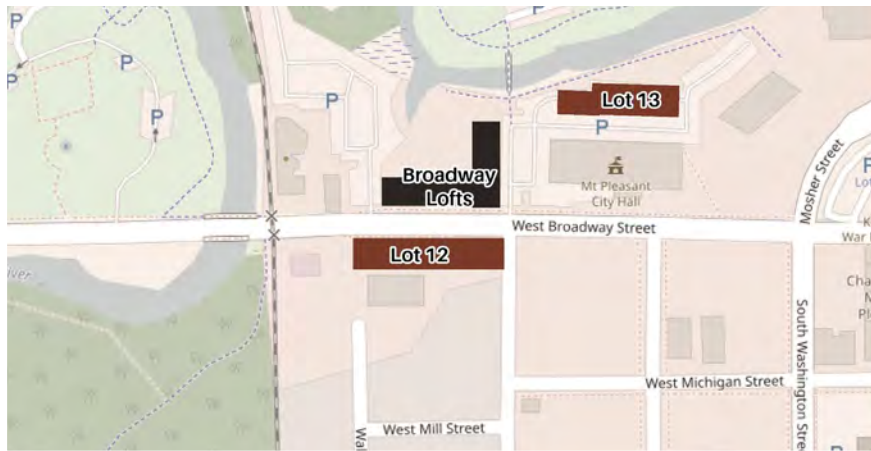 P
P
P
P
P
P
Lot 13
P
Mt Pleasant
City Hall
Broadway
Lofts
Mosher Street
West Broadway Street
Lot 12
South Washington Stree
West Michigan Street
West Mill Street
P